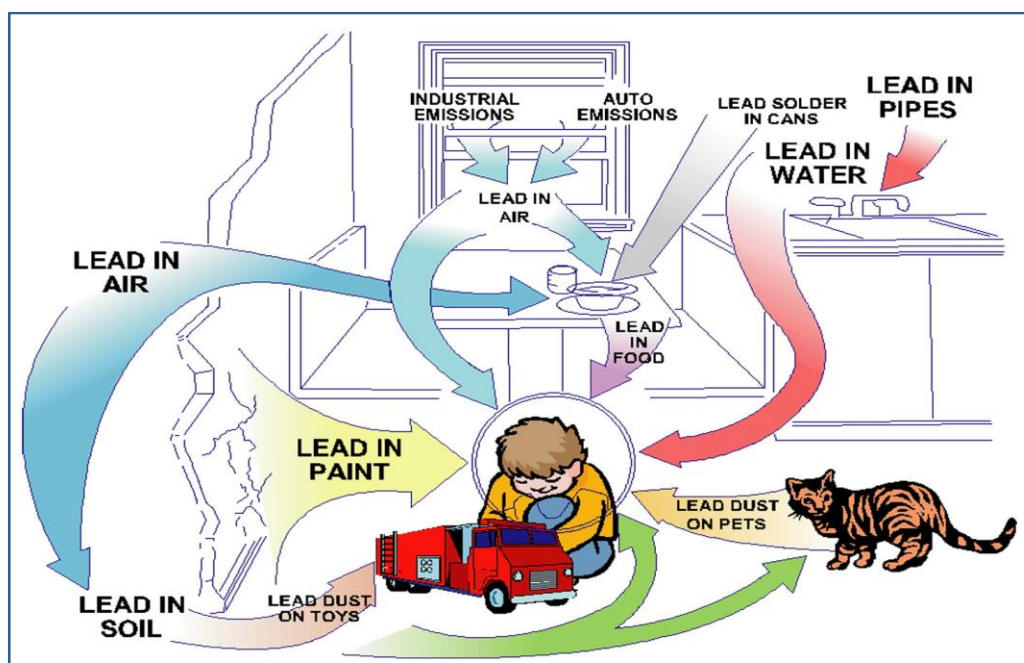 INDUSTRIAL
EMISSIONS
AUTO
EMISSIONS
LEAD SOLDER
IN CANS
LEAD IN
PIPES
LEAD IN
WATER
LEAD IN
AIR
LEAD IN
AIR
LEAD
IN
FOOD
LEAD IN
PAINT
LEAD DUST
ON PETS
LEAD IN
SOIL
LEAD DUST
ON TOYS